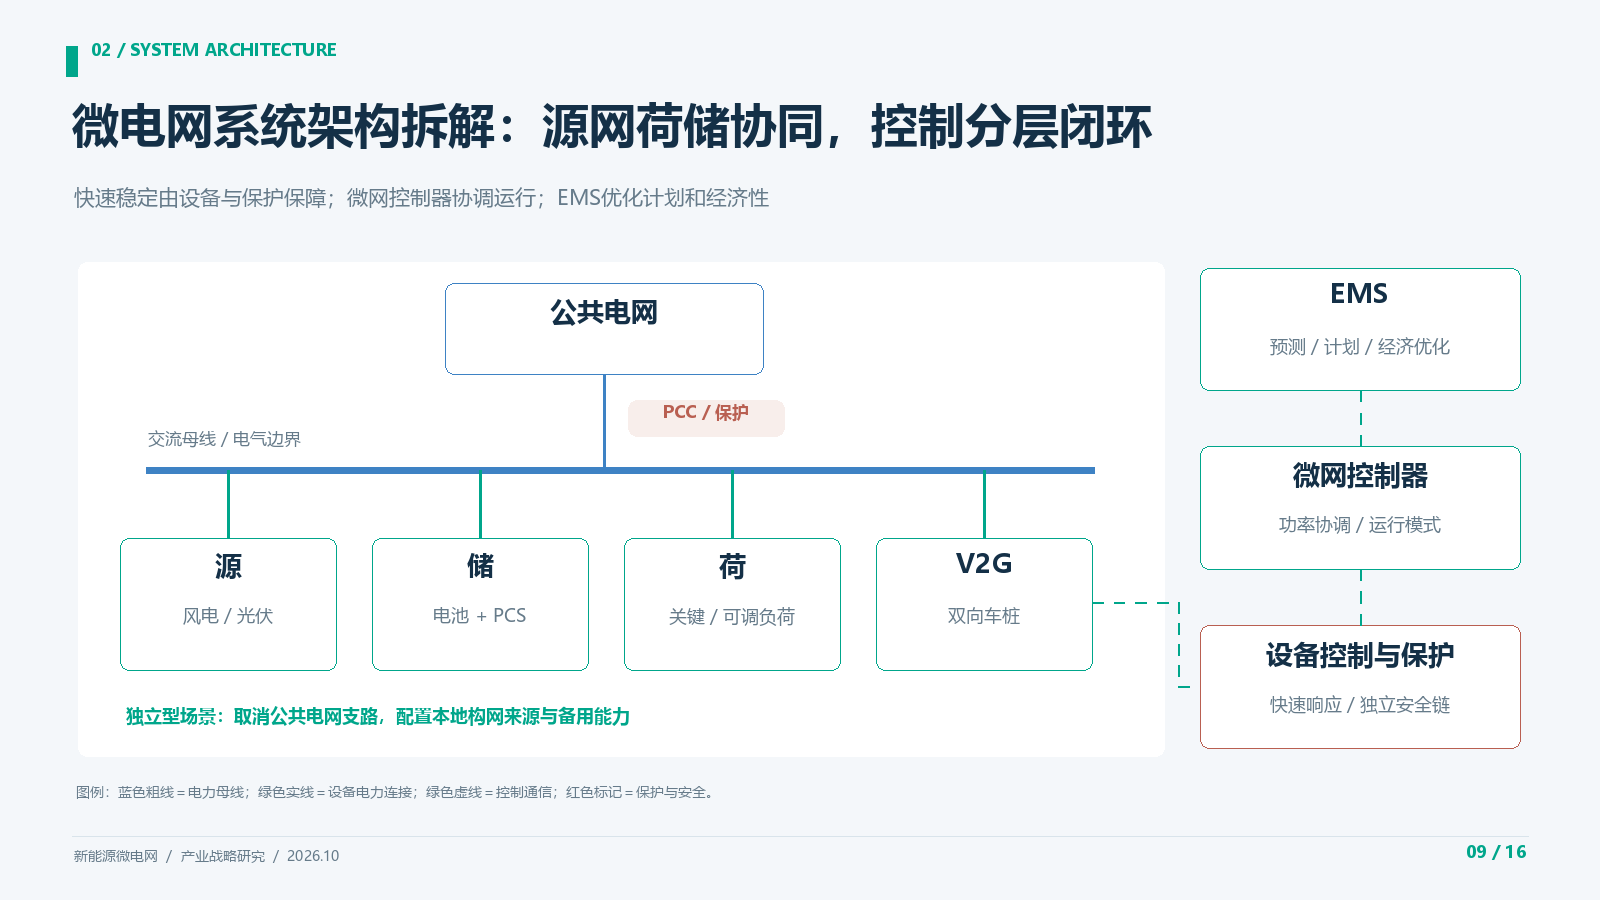 02 / SYSTEM ARCHITECTURE
微电网系统架构拆解：源网荷储协同，控制分层闭环
快速稳定由设备与保护保障；微网控制器协调运行；EMS优化计划和经济性
公共电网
PCC / 保护
交流母线 / 电气边界
源
风电 / 光伏
储
电池 + PCS
荷
关键 / 可调负荷
V2G
双向车桩
独立型场景：取消公共电网支路，配置本地构网来源与备用能力
EMS
预测 / 计划 / 经济优化
微网控制器
功率协调 / 运行模式
设备控制与保护
快速响应 / 独立安全链
图例：蓝色粗线＝电力母线；绿色实线＝设备电力连接；绿色虚线＝控制通信；红色标记＝保护与安全。
新能源微电网 / 产业战略研究 / 2026.10
09 / 16